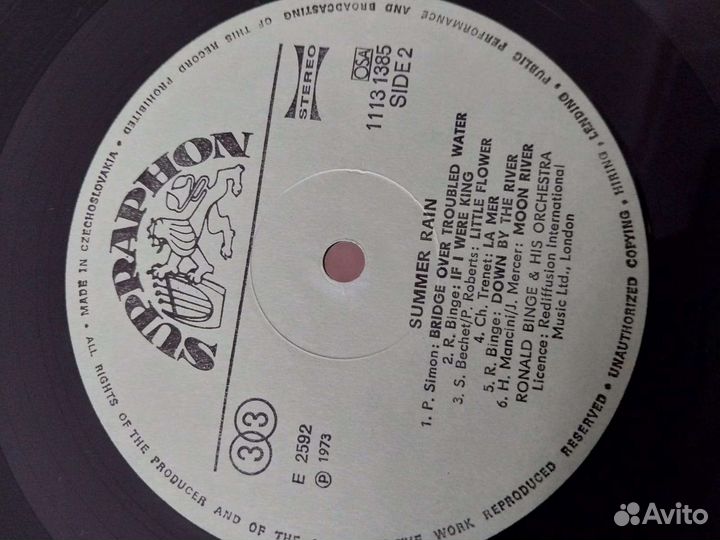 SUPRAPHON
STEREO
OSA
1113 1385
SIDE 2
33
E 2592
Ⓟ 1973
SUMMER RAIN
1. P. Simon: BRIDGE OVER TROUBLED WATER
2. R. Binge: IF I WERE KING
3. S. Bechet/P. Roberts: LITTLE FLOWER
4. Ch. Trenet: LA MER
5. R. Binge: DOWN BY THE RIVER
6. H. Mancini/J. Mercer: MOON RIVER
RONALD BINGE & HIS ORCHESTRA
Licence: Rediffusion International
Music Ltd., London
• MADE IN CZECHOSLOVAKIA • ALL RIGHTS OF THE PRODUCER AND OF THE WORK REPRODUCED RESERVED • UNAUTHORIZED COPYING • HIRING, LENDING, PUBLIC PERFORMANCE AND BROADCASTING OF THIS RECORD PROHIBITED
Avito